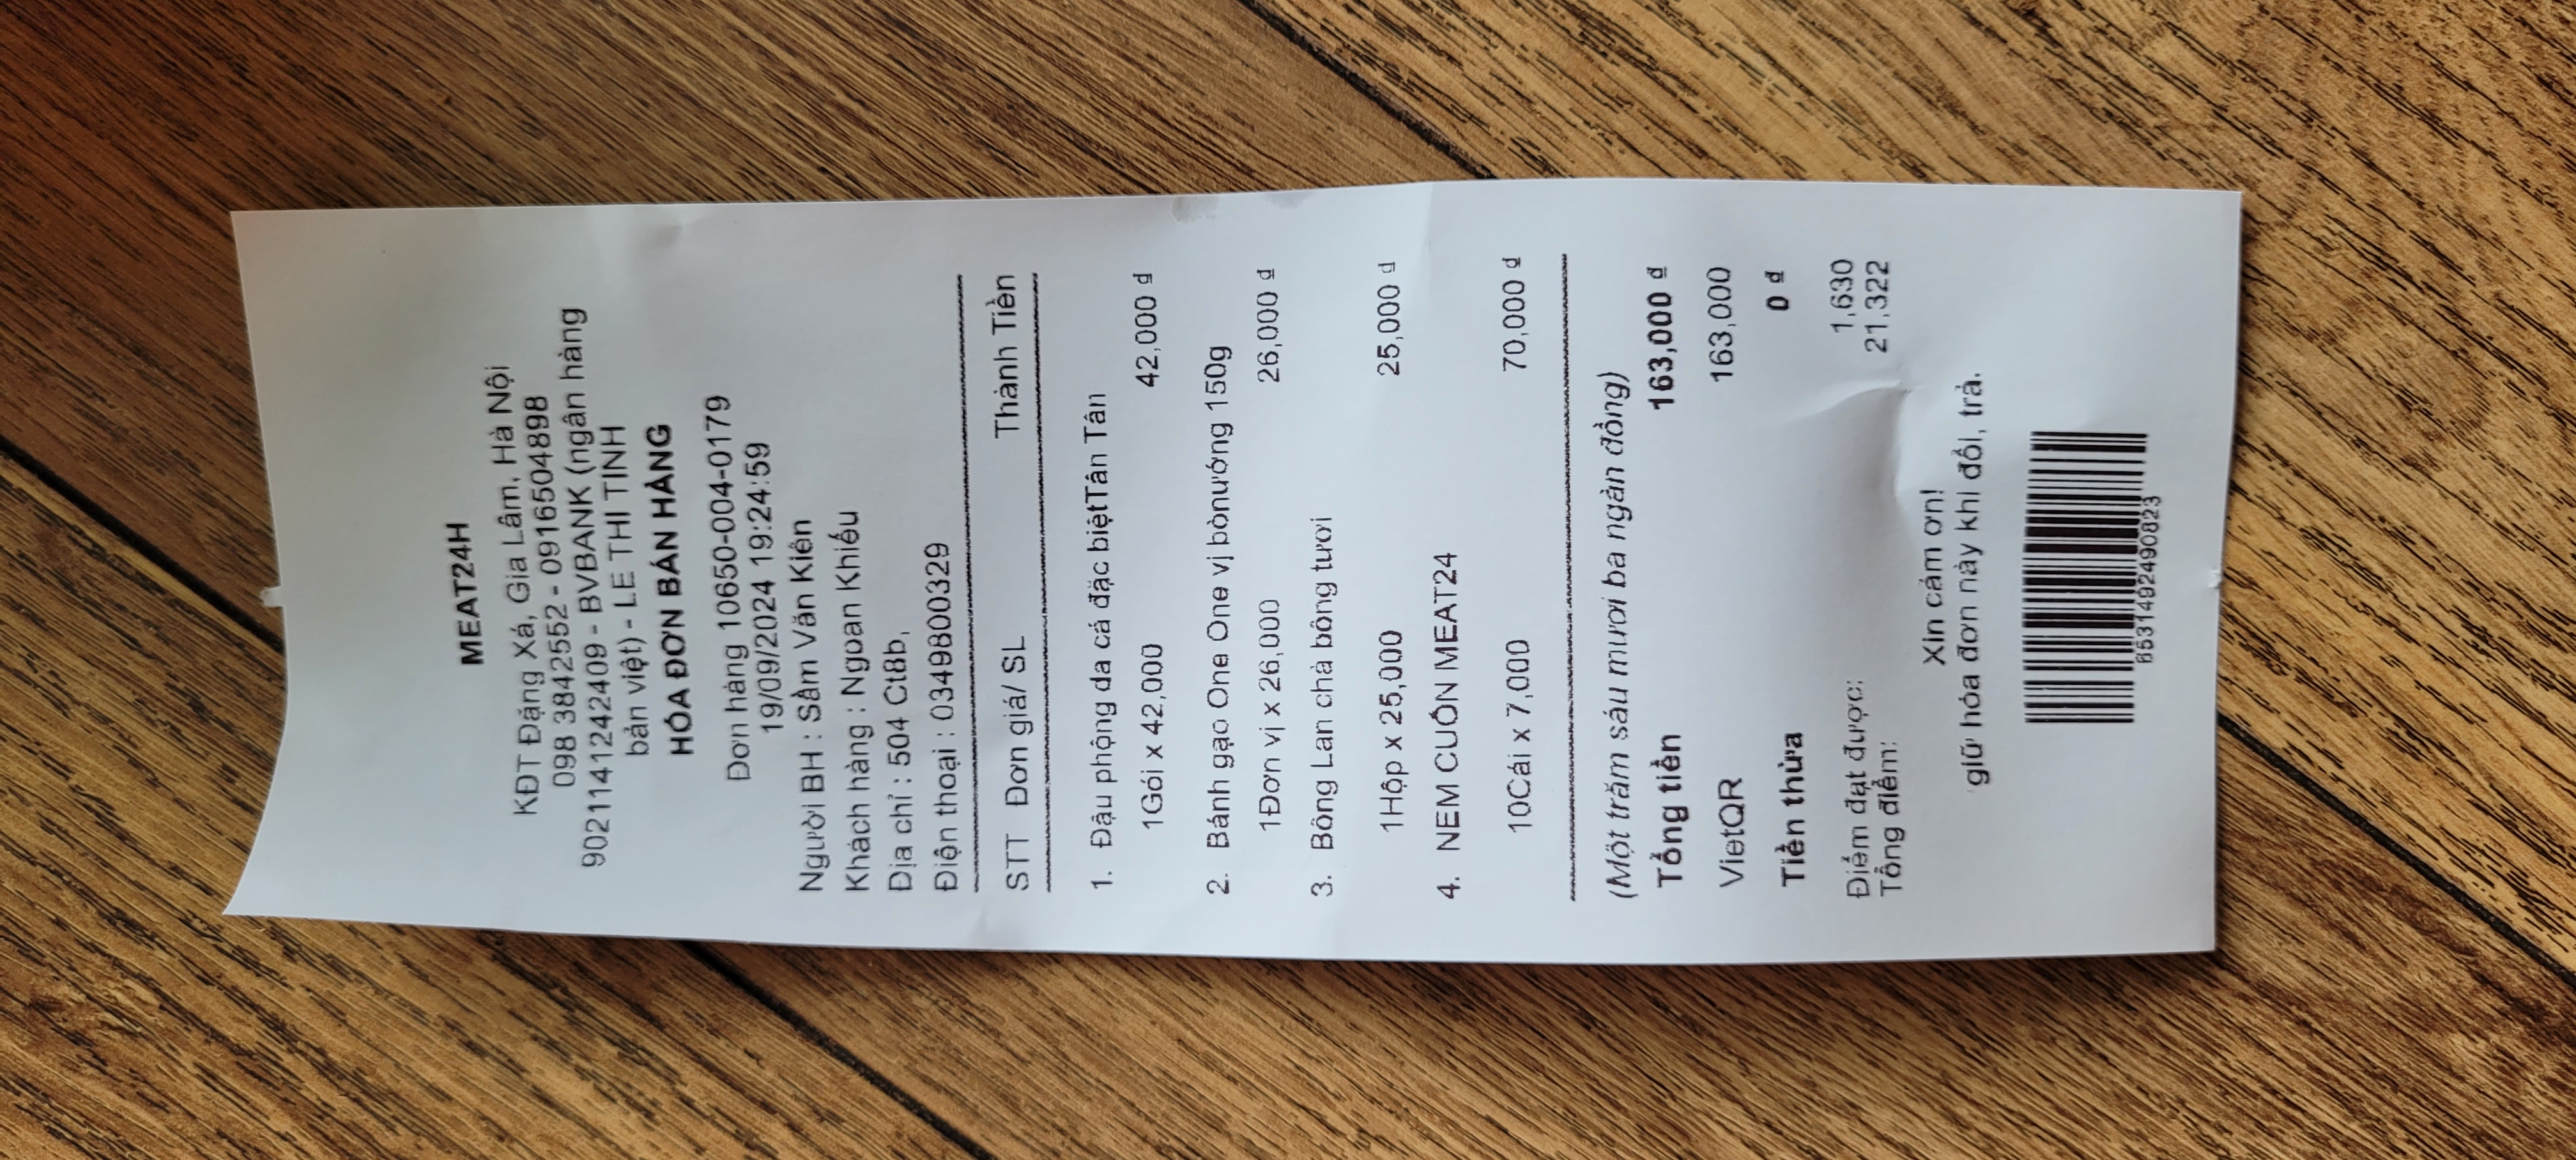 MEAT24H
KĐT Đặng Xá, Gia Lâm, Hà Nội
098 3842552 - 0916504898
9021141242409 - BVBANK (ngân hàng
bản việt) - LE THI TINH
HÓA ĐƠN BÁN HÀNG
Đơn hàng 10650-004-0179
19/09/2024 19:24:59
Người BH : Sầm Văn Kiên
Khách hàng : Ngoan Khiếu
Địa chỉ : 504 Ct8b,
Điện thoại : 0349800329
STT Đơn giá/ SL Thành Tiền
1. Đậu phộng da cá đặc biệtTân Tân
1Gói x 42,000 42,000 đ
2. Bánh gạo One One vị bònướng 150g
1Đơn vị x 26,000 26,000 đ
3. Bông Lan chà bông tươi
1Hộp x 25,000 25,000 đ
4. NEM CUỐN MEAT24
10Cái x 7,000 70,000 đ
(Một trăm sáu mươi ba ngàn đồng)
Tổng tiền 163,000 đ
VietQR 163,000
Tiền thừa 0 đ
Điểm đạt được: 1,630
Tổng điểm: 21,322
Xin cảm ơn!
giữ hóa đơn này khi đổi, trả.
8531492490823